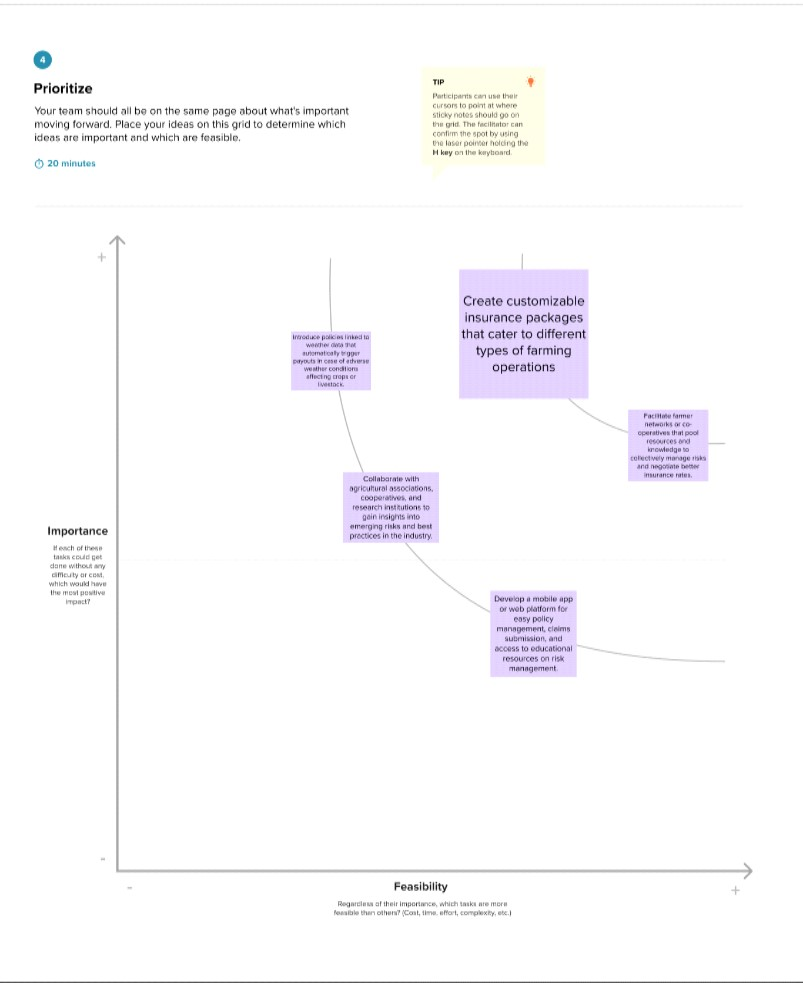 4
Prioritize
Your team should all be on the same page about what's important
moving forward. Place your ideas on this grid to determine which
ideas are important and which are feasible.
20 minutes
TIP
Participants can use their
cursors to point at where
sticky notes should go on
the grid. The facilitator can
confirm the spot by using
the laser pointer holding the
H key on the keyboard.
+
Create customizable
insurance packages
that cater to different
types of farming
operations
Introduce policies linked to
weather data that
automatically trigger
payouts in case of adverse
weather conditions
affecting crops or
livestock.
Facilitate farmer
networks or co-
operatives that pool
resources and
knowledge to
collectively manage risks
and negotiate better
insurance rates.
Collaborate with
agricultural associations,
cooperatives, and
research institutions to
gain insights into
emerging risks and best
practices in the industry.
Importance
If each of these
tasks could get
done without any
difficulty or cost,
which would have
the most positive
impact?
Develop a mobile app
or web platform for
easy policy
management, claims
submission, and
access to educational
resources on risk
management.
-
-
Feasibility
+
Regardless of their importance, which tasks are more
feasible than others? (Cost, time, effort, complexity, etc.)